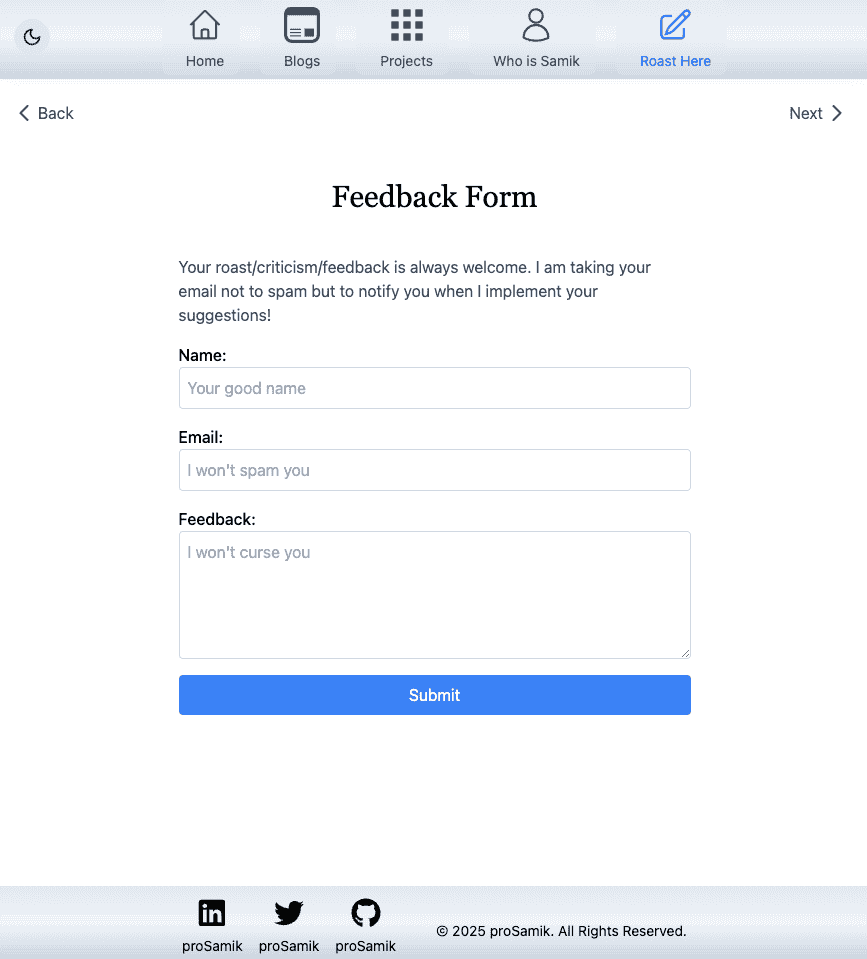 Home
Blogs
Projects
Who is Samik
Roast Here
Back
Next
Feedback Form
Your roast/criticism/feedback is always welcome. I am taking your
email not to spam but to notify you when I implement your
suggestions!
Name:
Your good name
Email:
I won't spam you
Feedback:
I won't curse you
Submit
proSamik
proSamik
proSamik
© 2025 proSamik. All Rights Reserved.